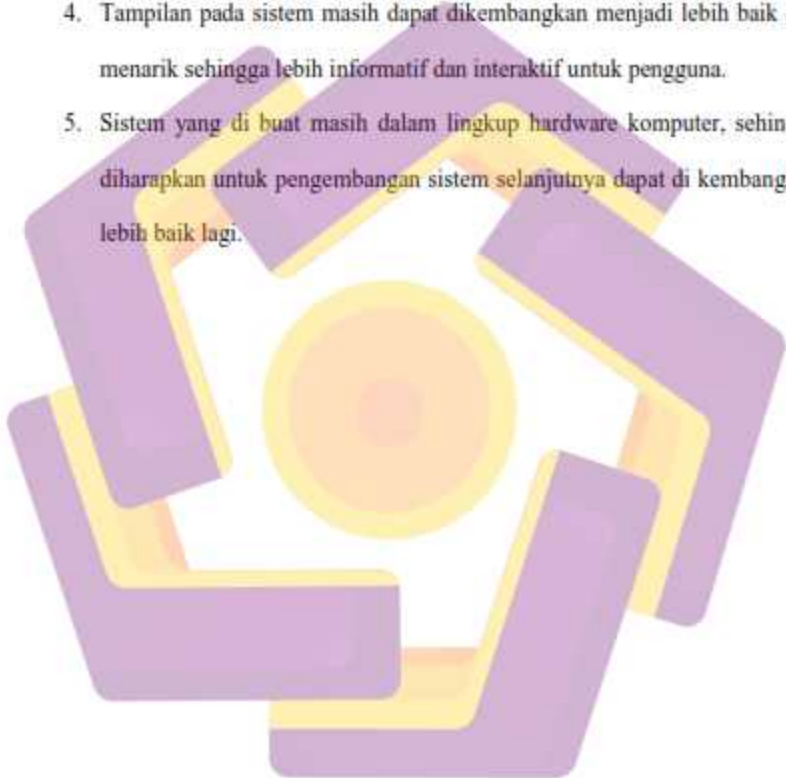 4. Tampilan pada sistem masih dapat dikembangkan menjadi lebih baik
menarik sehingga lebih informatif dan interaktif untuk pengguna.
5. Sistem yang di buat masih dalam lingkup hardware komputer, sehin
diharapkan untuk pengembangan sistem selanjutnya dapat di kembang
lebih baik lagi.